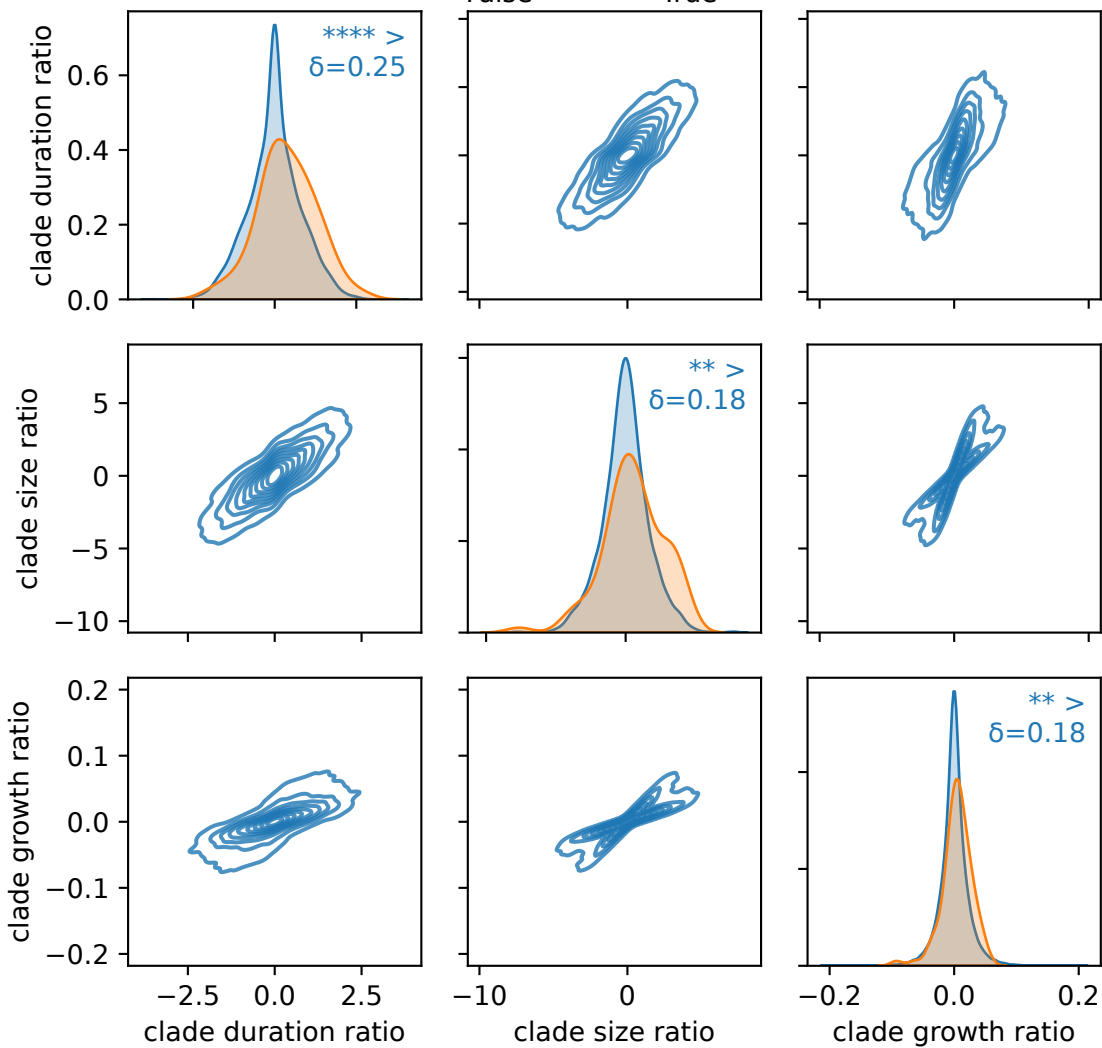 True
clade duration ratio
0.6
0.4
0.2
0.0
**** >
δ=0.25
clade size ratio
5
0
−5
−10
** >
δ=0.18
clade growth ratio
0.2
0.1
0.0
−0.1
−0.2
** >
δ=0.18
−2.5 0.0 2.5
−10 0
−0.2 0.0 0.2
clade duration ratio
clade size ratio
clade growth ratio